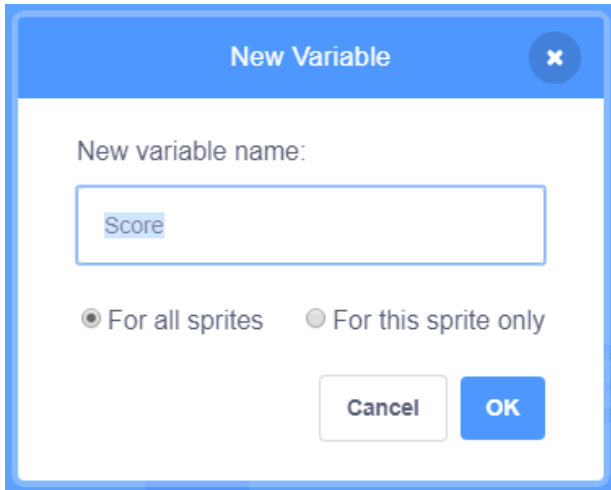 New Variable
New variable name:
Score
For all sprites For this sprite only
Cancel OK